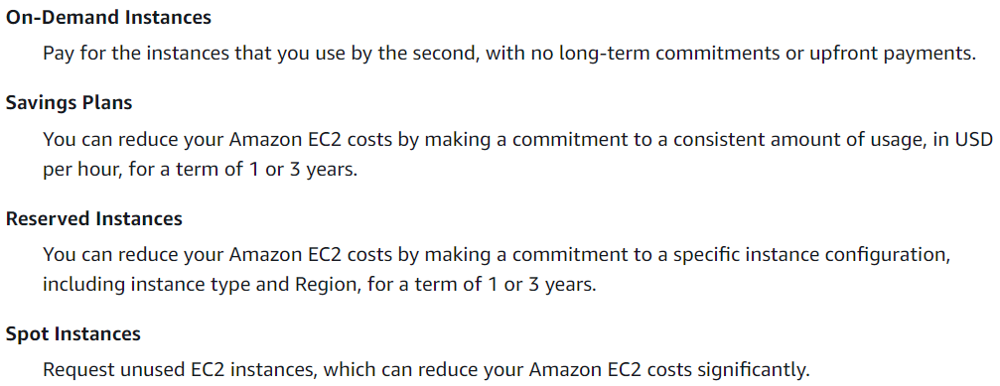 On-Demand Instances
Pay for the instances that you use by the second, with no long-term commitments or upfront payments.
Savings Plans
You can reduce your Amazon EC2 costs by making a commitment to a consistent amount of usage, in USD
per hour, for a term of 1 or 3 years.
Reserved Instances
You can reduce your Amazon EC2 costs by making a commitment to a specific instance configuration,
including instance type and Region, for a term of 1 or 3 years.
Spot Instances
Request unused EC2 instances, which can reduce your Amazon EC2 costs significantly.